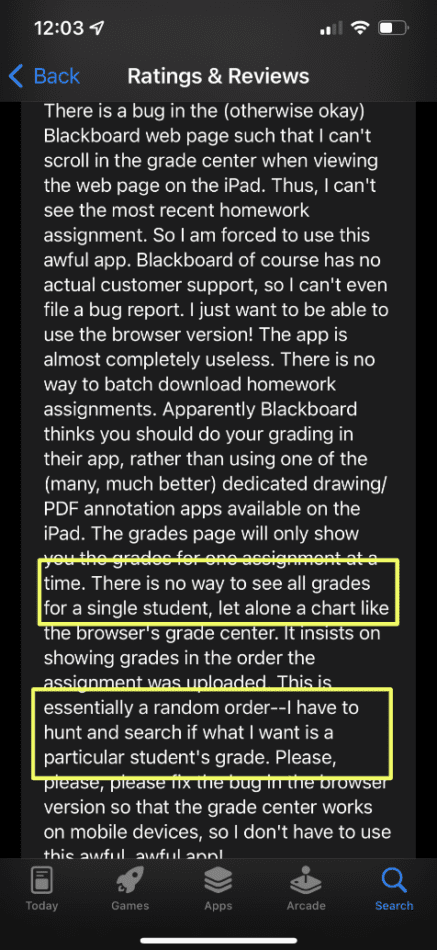 12:03
Back
Ratings & Reviews
There is a bug in the (otherwise okay)
Blackboard web page such that I can't
scroll in the grade center when viewing
the web page on the iPad. Thus, I can't
see the most recent homework
assignment. So I am forced to use this
awful app. Blackboard of course has no
actual customer support, so I can't even
file a bug report. I just want to be able to
use the browser version! The app is
almost completely useless. There is no
way to batch download homework
assignments. Apparently Blackboard
thinks you should do your grading in
their app, rather than using one of the
(many, much better) dedicated drawing/
PDF annotation apps available on the
iPad. The grades page will only show
you the grades for one assignment at a
time. There is no way to see all grades
for a single student, let alone a chart like
the browser's grade center. It insists on
showing grades in the order the
assignment was uploaded. This is
essentially a random order--I have to
hunt and search if what I want is a
particular student's grade. Please,
please, please fix the bug in the browser
version so that the grade center works
on mobile devices, so I don't have to use
this awful, awful app!
Today
Games
Apps
Arcade
Search